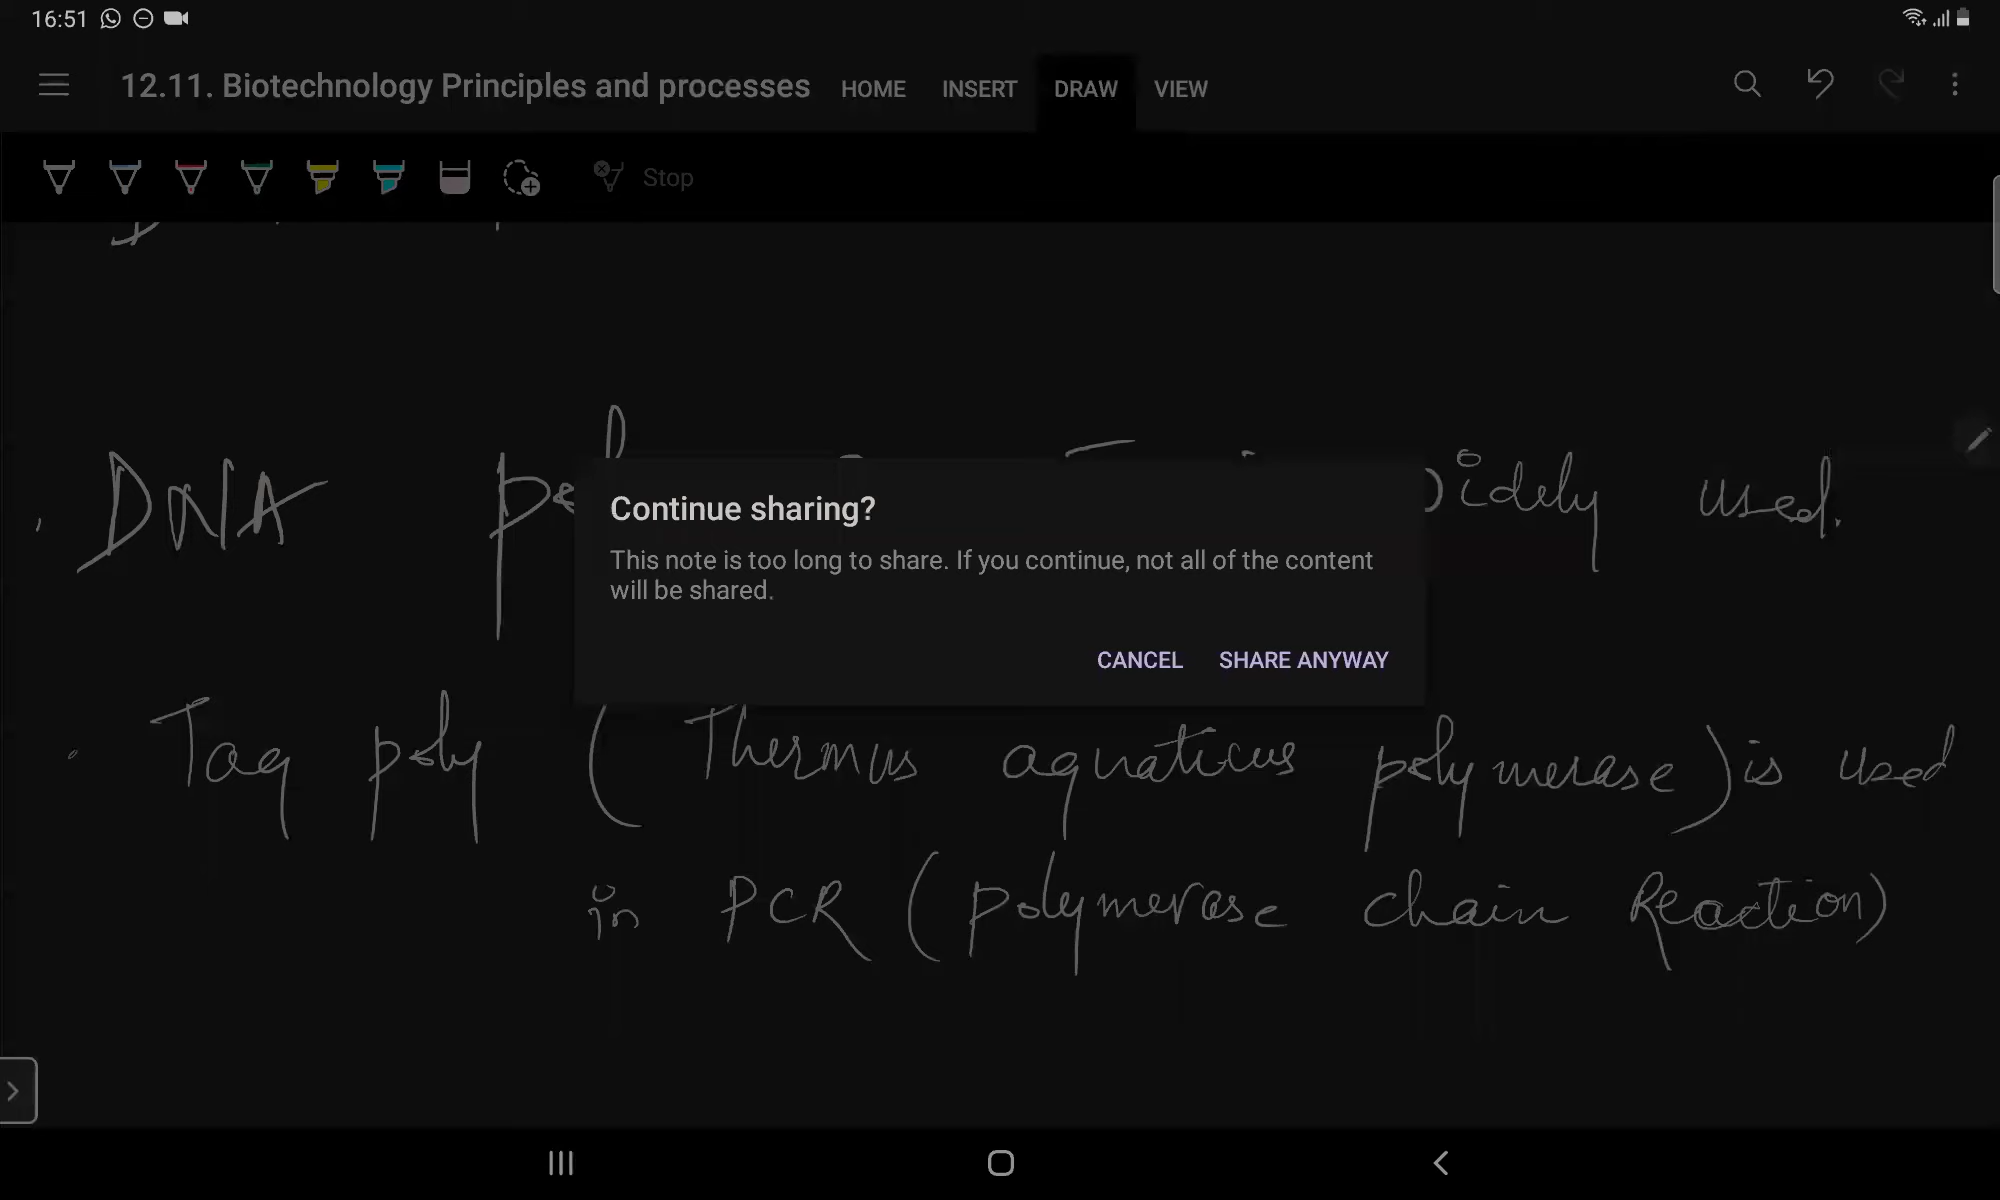 16:51
12.11. Biotechnology Principles and processes HOME INSERT DRAW VIEW
Stop
DNA widely used.
Continue sharing?
This note is too long to share. If you continue, not all of the content
will be shared.
CANCEL SHARE ANYWAY
Taq poly ( Thermus aquaticus polymerase) is used
in PCR (polymerase chain Reaction)